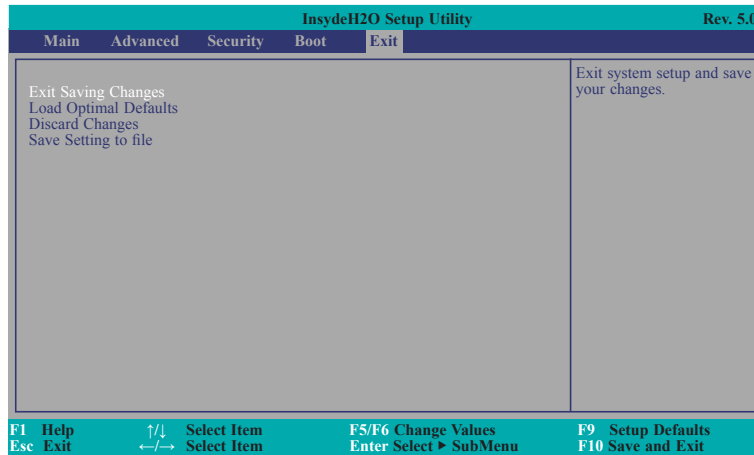 InsydeH2O Setup Utility Rev. 5.0
Main Advanced Security Boot Exit
Exit Saving Changes
Load Optimal Defaults
Discard Changes
Save Setting to file
Exit system setup and save
your changes.
F1 Help ↑/↓ Select Item F5/F6 Change Values F9 Setup Defaults
Esc Exit ←/→ Select Item Enter Select ► SubMenu F10 Save and Exit